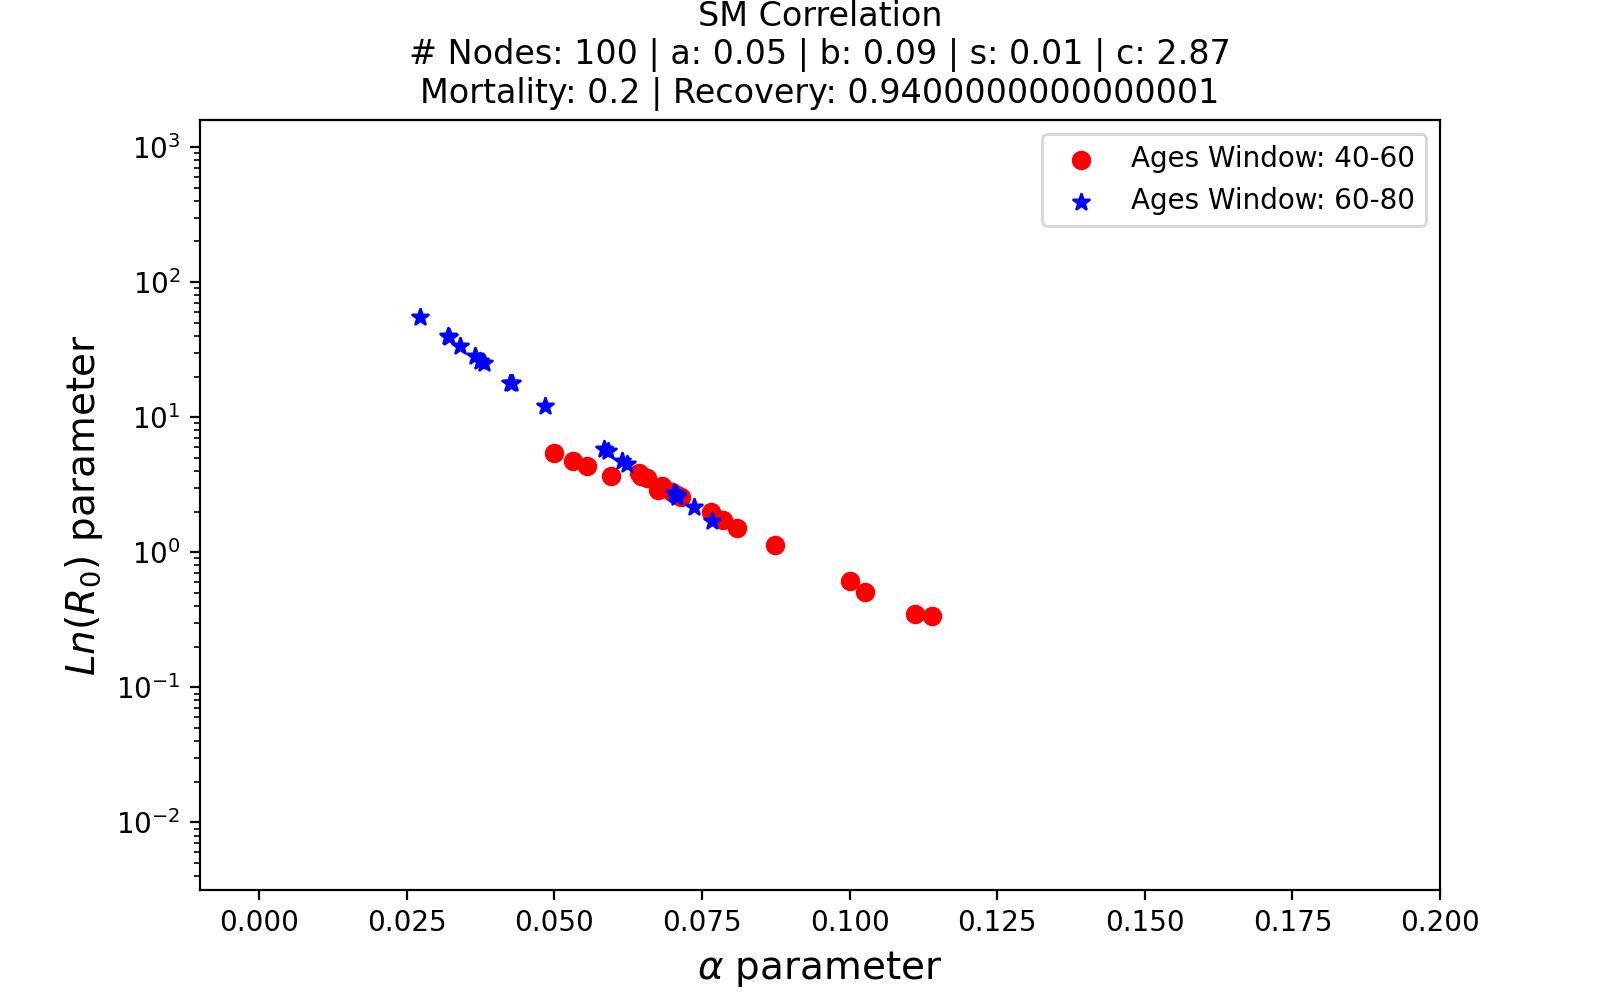 SM Correlation
# Nodes: 100 | a: 0.05 | b: 0.09 | s: 0.01 | c: 2.87
Mortality: 0.2 | Recovery: 0.9400000000000001
Ages Window: 40-60
Ages Window: 60-80
Ln(R₀) parameter
10³
10²
10¹
10⁰
10⁻¹
10⁻²
0.000 0.025 0.050 0.075 0.100 0.125 0.150 0.175 0.200
α parameter